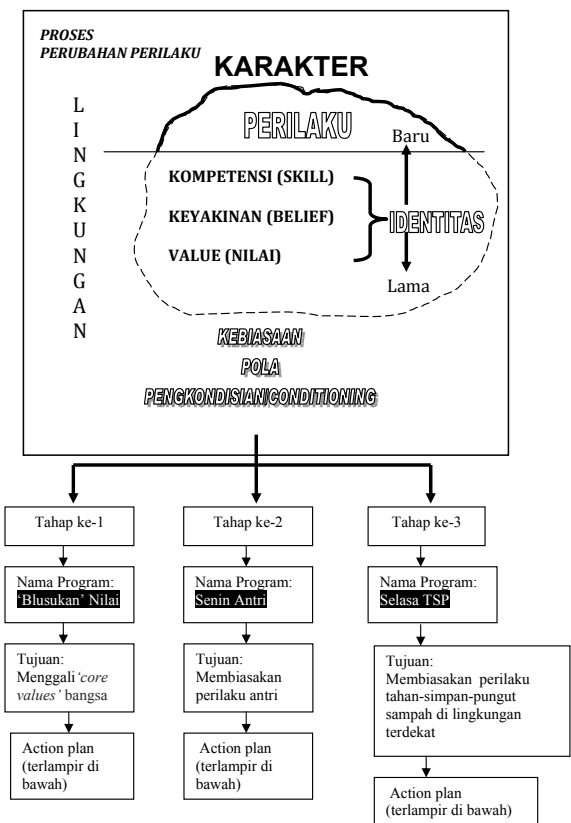 PROSES
PERUBAHAN PERILAKU
KARAKTER
LINGKUNGAN
PERILAKU
Baru
KOMPETENSI (SKILL)
KEYAKINAN (BELIEF)
IDENTITAS
VALUE (NILAI)
Lama
KEBIASAAN
POLA
PENGKONDISIAN/CONDITIONING
Tahap ke-1
Tahap ke-2
Tahap ke-3
Nama Program:
'Blusukan' Nilai
Nama Program:
Senin Antri
Nama Program:
Selasa TSP
Tujuan:
Menggali 'core
values' bangsa
Tujuan:
Membiasakan
perilaku antri
Tujuan:
Membiasakan perilaku
tahan-simpan-pungut
sampah di lingkungan
terdekat
Action plan
(terlampir di
bawah)
Action plan
(terlampir di
bawah)
Action plan
(terlampir di bawah)